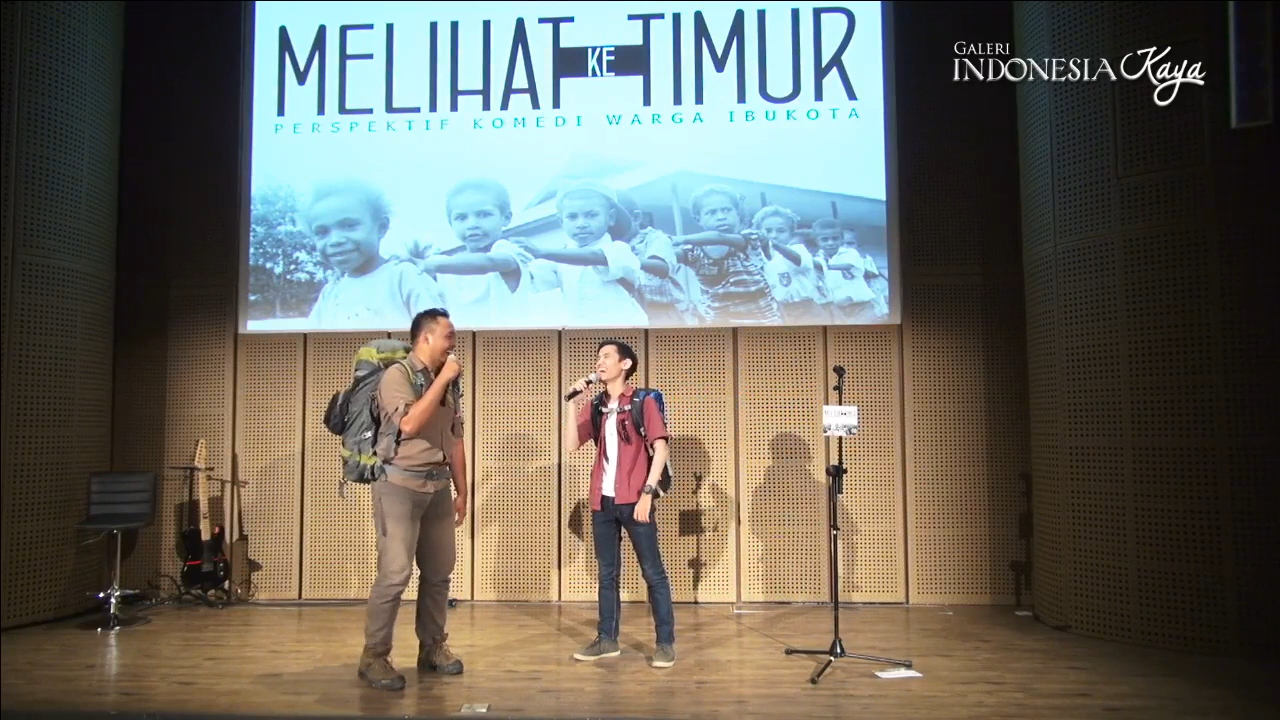 MELIHAT KE TIMUR
PERSPEKTIF KOMEDI WARGA IBUKOTA
GALERI
INDONESIA Kaya